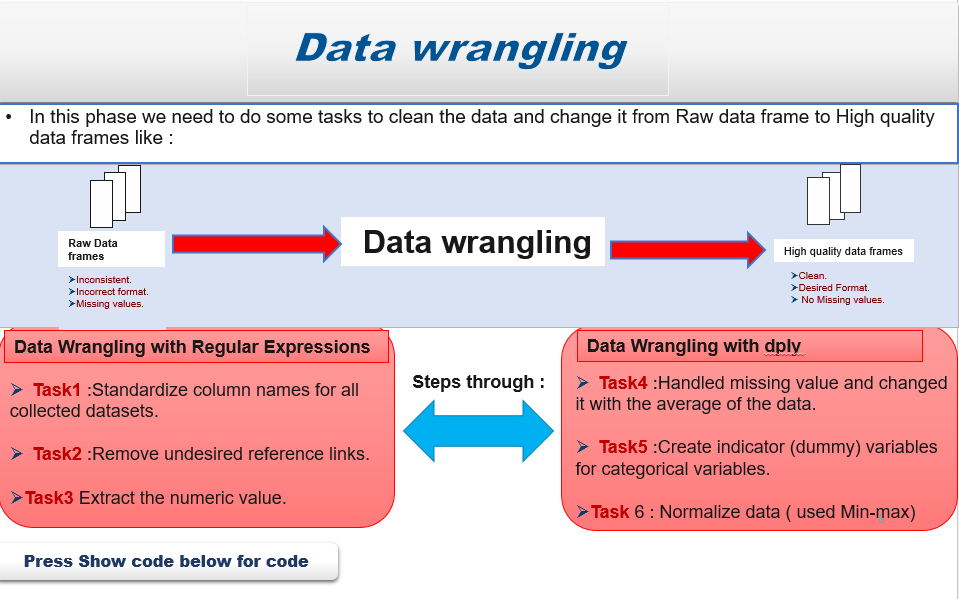 Data wrangling
• In this phase we need to do some tasks to clean the data and change it from Raw data frame to High quality
data frames like :
Raw Data
frames
➢Inconsistent.
➢Incorrect format.
➢Missing values.
Data wrangling
High quality data frames
➢Clean.
➢Desired Format.
➢ No Missing values.
Data Wrangling with Regular Expressions
➢ Task1 :Standardize column names for all
collected datasets.
➢ Task2 :Remove undesired reference links.
➢Task3 Extract the numeric value.
Steps through :
Data Wrangling with dply
➢ Task4 :Handled missing value and changed
it with the average of the data.
➢ Task5 :Create indicator (dummy) variables
for categorical variables.
➢Task 6 : Normalize data ( used Min-max)
Press Show code below for code